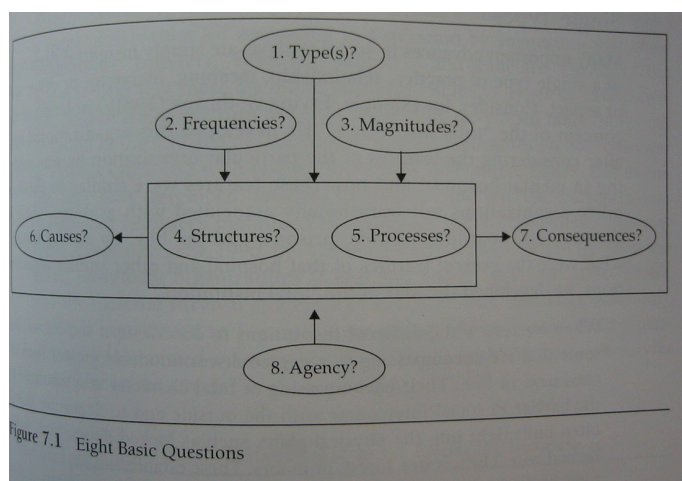 1. Type(s)?
2. Frequencies?
3. Magnitudes?
6. Causes?
4. Structures?
5. Processes?
7. Consequences?
8. Agency?
Figure 7.1 Eight Basic Questions